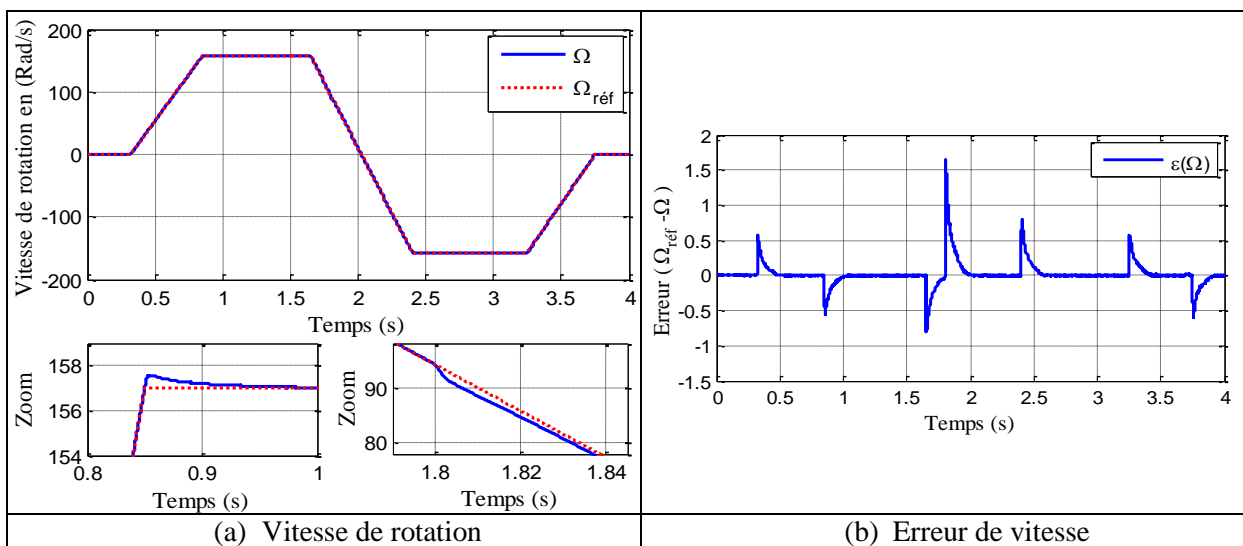 Vitesse de rotation en (Rad/s)
200
100
0
-100
-200
Ω
Ω réf
0 0.5 1 1.5 2 2.5 3 3.5 4
Temps (s)
Zoom
158
157
156
154
0.8 0.9 1
Temps (s)
Zoom
90
80
1.8 1.82 1.84
Temps (s)
(a) Vitesse de rotation
Erreur ( Ω réf -Ω)
2
1.5
1
0.5
0
-0.5
-1
-1.5
ε(Ω)
0 0.5 1 1.5 2 2.5 3 3.5 4
Temps (s)
(b) Erreur de vitesse